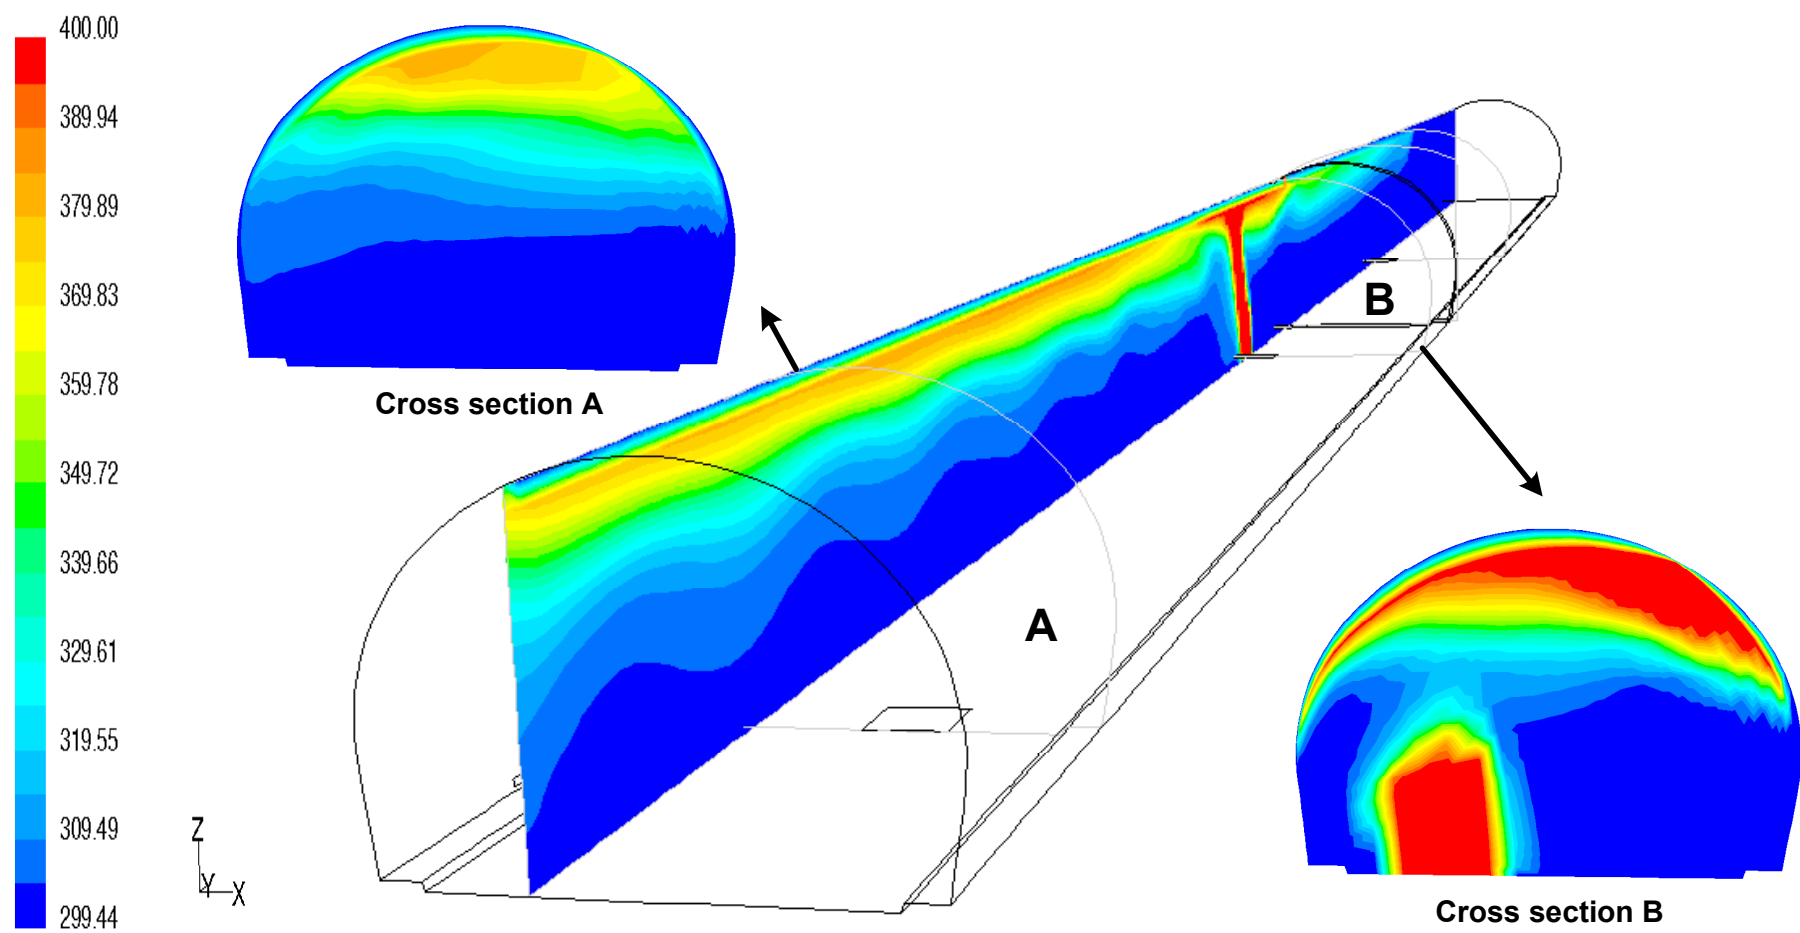 400.00
389.94
379.89
369.83
359.78
349.72
339.66
329.61
319.55
309.49
299.44
Cross section A
B
A
Cross section B
Z
Y
X